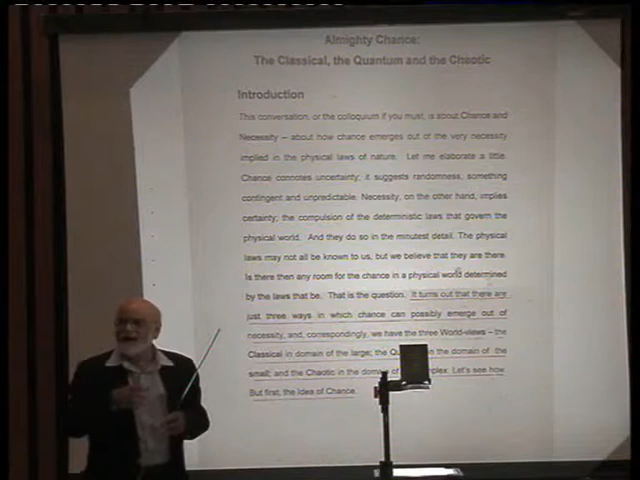 Almighty Chance:
The Classical, the Quantum and the Chaotic
Introduction
This conversation, or the colloquium if you must, is about Chance and
Necessity – about how chance emerges out of the very necessity
implied in the physical laws of nature. Let me elaborate a little.
Chance connotes uncertainty; it suggests randomness, something
contingent and unpredictable. Necessity, on the other hand, implies
certainty; the compulsion of the deterministic laws that govern the
physical world. And they do so in the minutest detail. The physical
laws may not all be known to us, but we believe that they are there.
Is there then any room for the chance in a physical world determined
by the laws that be. That is the question. It turns out that there are
just three ways in which chance can possibly emerge out of
necessity, and, correspondingly, we have the three World-views – the
Classical in domain of the large; the the domain of the
small; and the Chaotic in the domain Let's see how.
But first, the Idea of Chance.